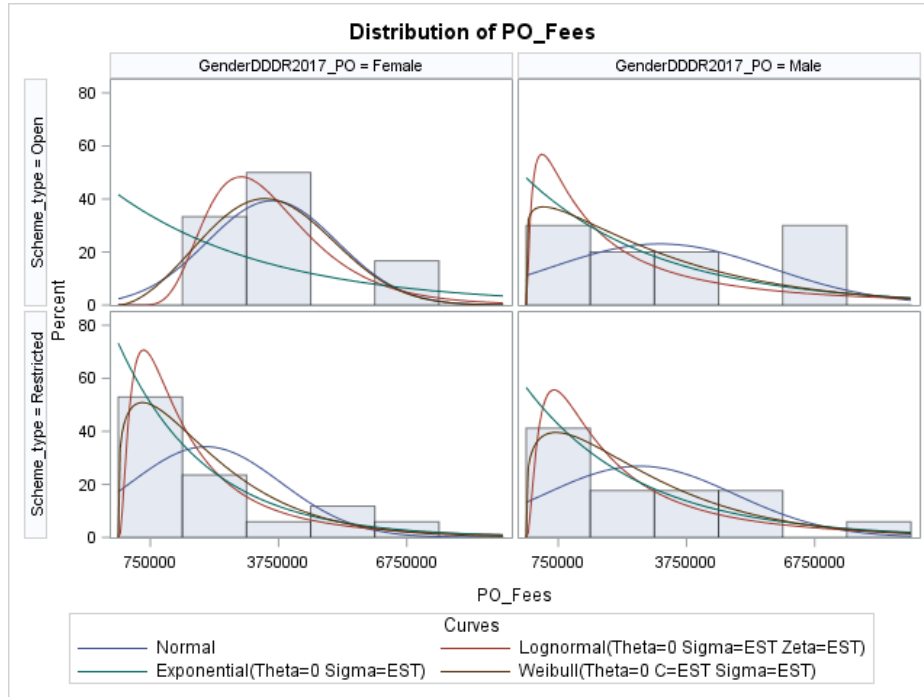 Distribution of PO_Fees
GenderDDDR2017_PO = Female
GenderDDDR2017_PO = Male
Scheme_type = Open
80
60
40
20
0
Percent
Scheme_type = Restricted
80
60
40
20
0
750000
3750000
6750000
750000
3750000
6750000
PO_Fees
Curves
Normal
Lognormal(Theta=0 Sigma=EST Zeta=EST)
Exponential(Theta=0 Sigma=EST)
Weibull(Theta=0 C=EST Sigma=EST)